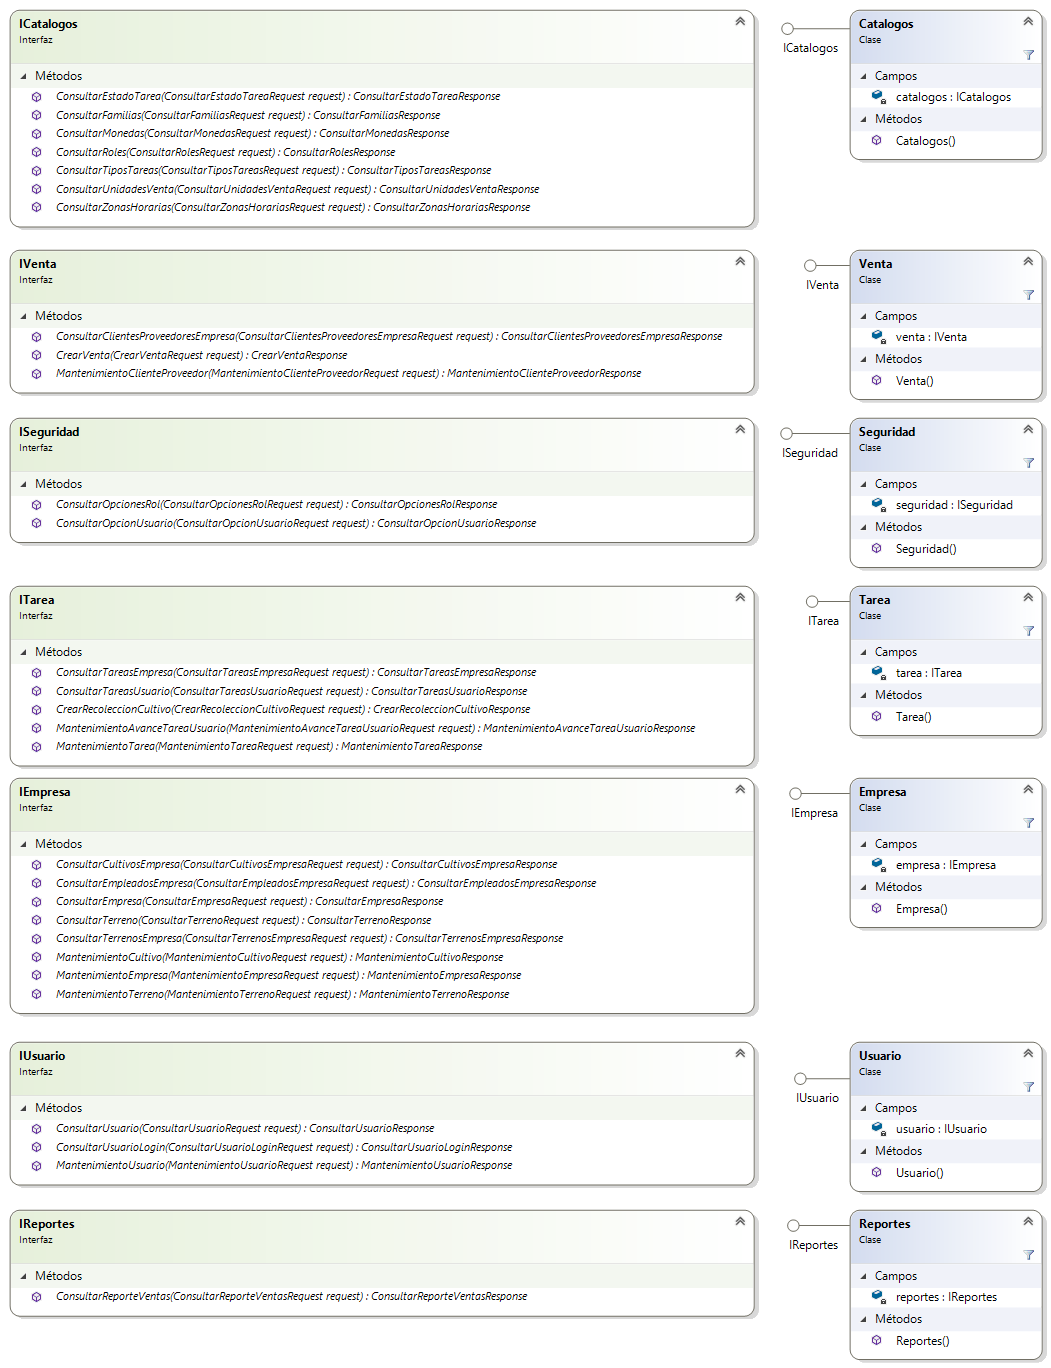 ICatalogos
Interfaz
Métodos
ConsultarEstadoTarea(ConsultarEstadoTareaRequest request) : ConsultarEstadoTareaResponse
ConsultarFamilias(ConsultarFamiliasRequest request) : ConsultarFamiliasResponse
ConsultarMonedas(ConsultarMonedasRequest request) : ConsultarMonedasResponse
ConsultarRoles(ConsultarRolesRequest request) : ConsultarRolesResponse
ConsultarTiposTareas(ConsultarTiposTareasRequest request) : ConsultarTiposTareasResponse
ConsultarUnidadesVenta(ConsultarUnidadesVentaRequest request) : ConsultarUnidadesVentaResponse
ConsultarZonasHorarias(ConsultarZonasHorariasRequest request) : ConsultarZonasHorariasResponse
ICatalogos
Catalogos
Clase
Campos
catalogos : ICatalogos
Métodos
Catalogos()
IVenta
Interfaz
Métodos
ConsultarClientesProveedoresEmpresa(ConsultarClientesProveedoresEmpresaRequest request) : ConsultarClientesProveedoresEmpresaResponse
CrearVenta(CrearVentaRequest request) : CrearVentaResponse
MantenimientoClienteProveedor(MantenimientoClienteProveedorRequest request) : MantenimientoClienteProveedorResponse
IVenta
Venta
Clase
Campos
venta : IVenta
Métodos
Venta()
ISeguridad
Interfaz
Métodos
ConsultarOpcionesRol(ConsultarOpcionesRolRequest request) : ConsultarOpcionesRolResponse
ConsultarOpcionUsuario(ConsultarOpcionUsuarioRequest request) : ConsultarOpcionUsuarioResponse
ISeguridad
Seguridad
Clase
Campos
seguridad : ISeguridad
Métodos
Seguridad()
ITarea
Interfaz
Métodos
ConsultarTareasEmpresa(ConsultarTareasEmpresaRequest request) : ConsultarTareasEmpresaResponse
ConsultarTareasUsuario(ConsultarTareasUsuarioRequest request) : ConsultarTareasUsuarioResponse
CrearRecoleccionCultivo(CrearRecoleccionCultivoRequest request) : CrearRecoleccionCultivoResponse
MantenimientoAvanceTareaUsuario(MantenimientoAvanceTareaUsuarioRequest request) : MantenimientoAvanceTareaUsuarioResponse
MantenimientoTarea(MantenimientoTareaRequest request) : MantenimientoTareaResponse
ITarea
Tarea
Clase
Campos
tarea : ITarea
Métodos
Tarea()
IEmpresa
Interfaz
Métodos
ConsultarCultivosEmpresa(ConsultarCultivosEmpresaRequest request) : ConsultarCultivosEmpresaResponse
ConsultarEmpleadosEmpresa(ConsultarEmpleadosEmpresaRequest request) : ConsultarEmpleadosEmpresaResponse
ConsultarEmpresa(ConsultarEmpresaRequest request) : ConsultarEmpresaResponse
ConsultarTerreno(ConsultarTerrenoRequest request) : ConsultarTerrenoResponse
ConsultarTerrenosEmpresa(ConsultarTerrenosEmpresaRequest request) : ConsultarTerrenosEmpresaResponse
MantenimientoCultivo(MantenimientoCultivoRequest request) : MantenimientoCultivoResponse
MantenimientoEmpresa(MantenimientoEmpresaRequest request) : MantenimientoEmpresaResponse
MantenimientoTerreno(MantenimientoTerrenoRequest request) : MantenimientoTerrenoResponse
IEmpresa
Empresa
Clase
Campos
empresa : IEmpresa
Métodos
Empresa()
IUsuario
Interfaz
Métodos
ConsultarUsuario(ConsultarUsuarioRequest request) : ConsultarUsuarioResponse
ConsultarUsuarioLogin(ConsultarUsuarioLoginRequest request) : ConsultarUsuarioLoginResponse
MantenimientoUsuario(MantenimientoUsuarioRequest request) : MantenimientoUsuarioResponse
IUsuario
Usuario
Clase
Campos
usuario : IUsuario
Métodos
Usuario()
IReportes
Interfaz
Métodos
ConsultarReporteVentas(ConsultarReporteVentasRequest request) : ConsultarReporteVentasResponse
IReportes
Reportes
Clase
Campos
reportes : IReportes
Métodos
Reportes()